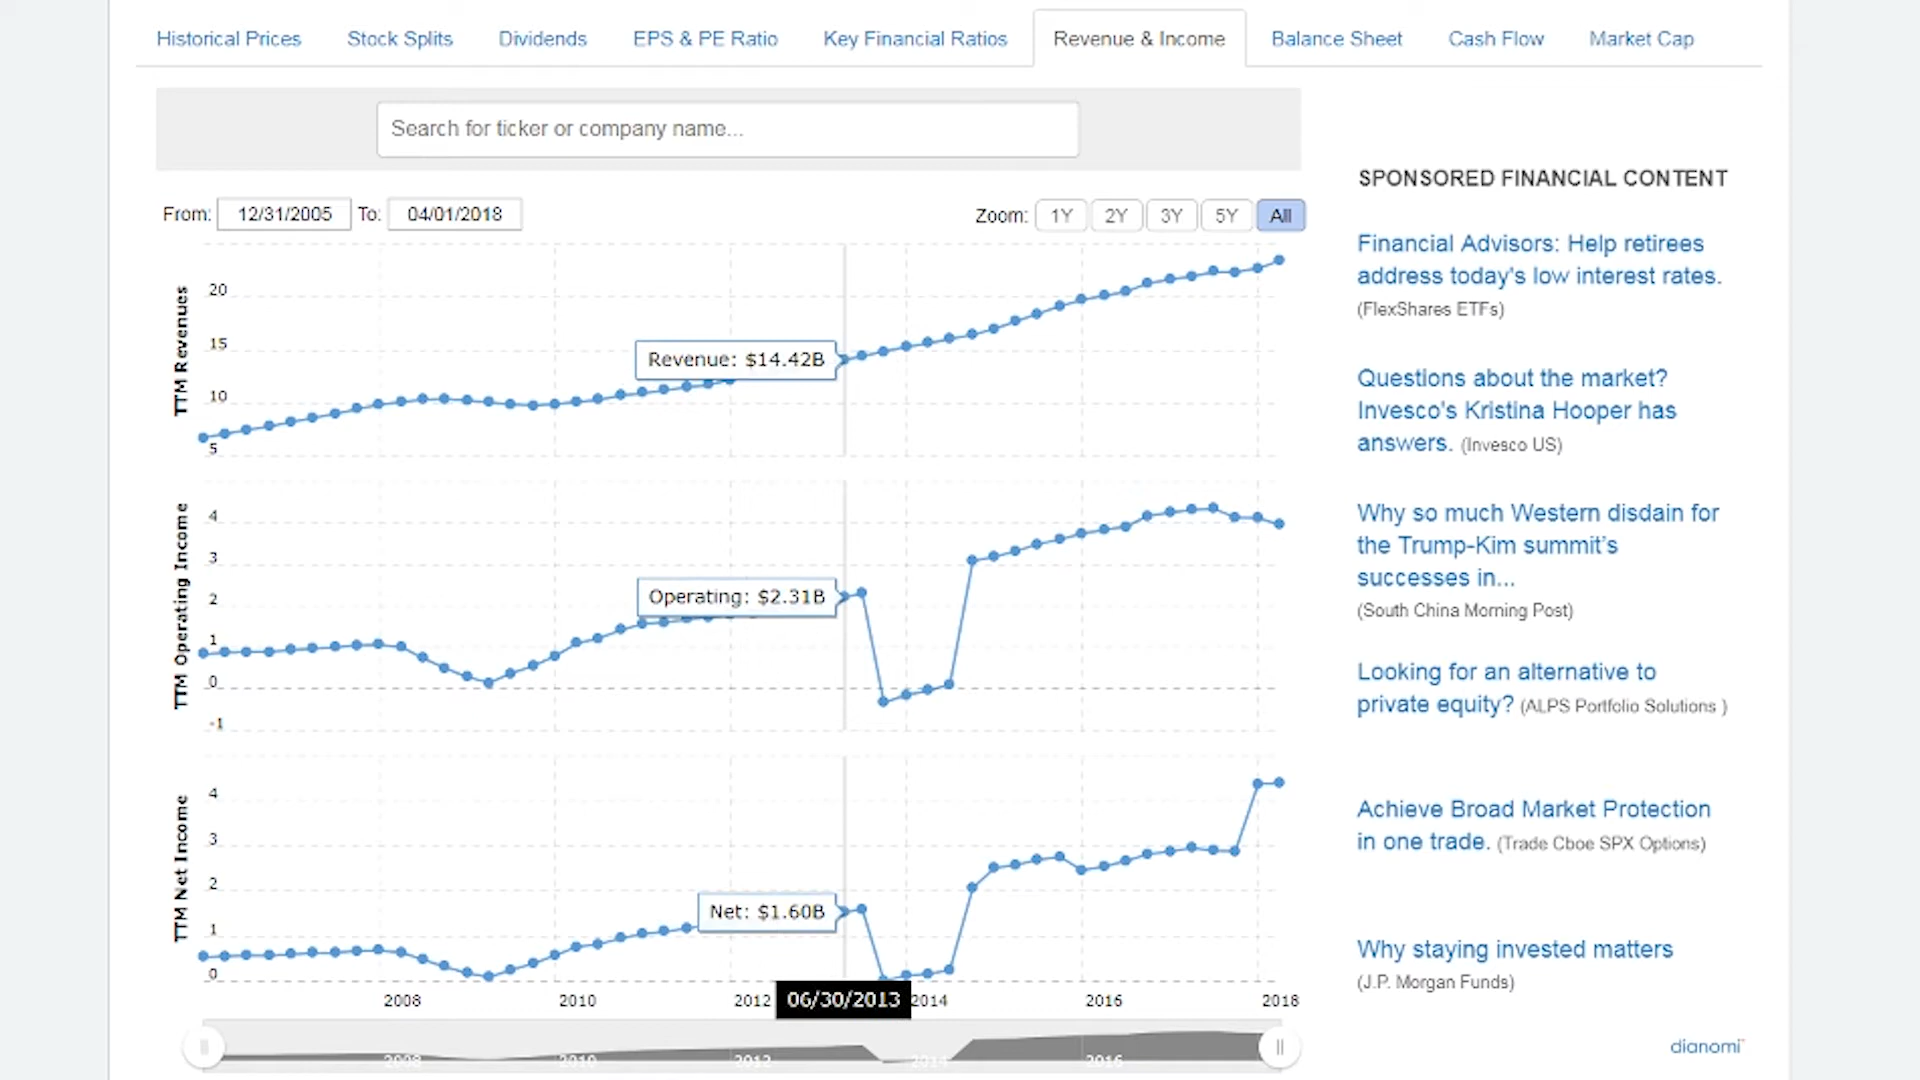 Historical Prices Stock Splits Dividends EPS & PE Ratio Key Financial Ratios Revenue & Income Balance Sheet Cash Flow Market Cap
Search for ticker or company name...
From: 12/31/2005 To: 04/01/2018
Zoom: 1Y 2Y 3Y 5Y All
TTM Revenues
20
15
10
5
Revenue: $14.42B
TTM Operating Income
4
3
2
1
0
-1
Operating: $2.31B
TTM Net Income
4
3
2
1
0
Net: $1.60B
2008 2010 2012 06/30/2013 2014 2016 2018
2008 2010 2012 2014 2016
SPONSORED FINANCIAL CONTENT
Financial Advisors: Help retirees
address today's low interest rates.
(FlexShares ETFs)
Questions about the market?
Invesco's Kristina Hooper has
answers. (Invesco US)
Why so much Western disdain for
the Trump-Kim summit’s
successes in...
(South China Morning Post)
Looking for an alternative to
private equity? (ALPS Portfolio Solutions )
Achieve Broad Market Protection
in one trade. (Trade Cboe SPX Options)
Why staying invested matters
(J.P. Morgan Funds)
dianomi